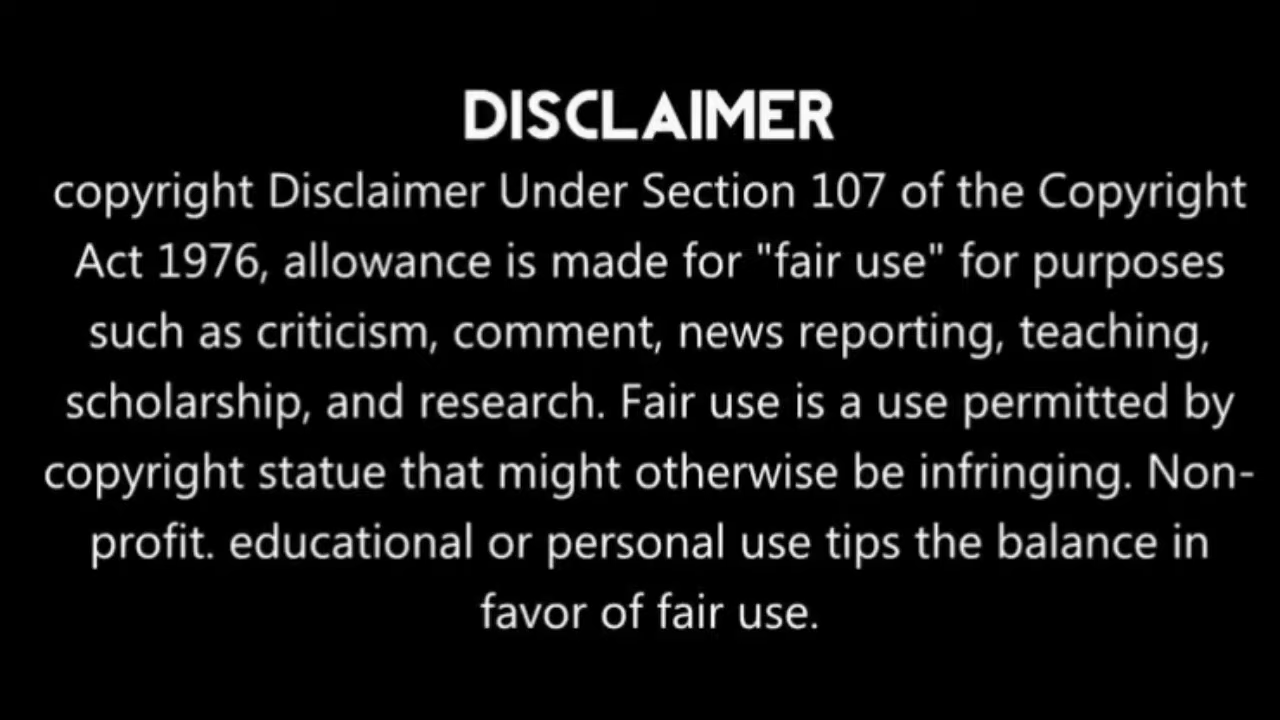 DISCLAIMER
copyright Disclaimer Under Section 107 of the Copyright
Act 1976, allowance is made for "fair use" for purposes
such as criticism, comment, news reporting, teaching,
scholarship, and research. Fair use is a use permitted by
copyright statue that might otherwise be infringing. Non-
profit. educational or personal use tips the balance in
favor of fair use.